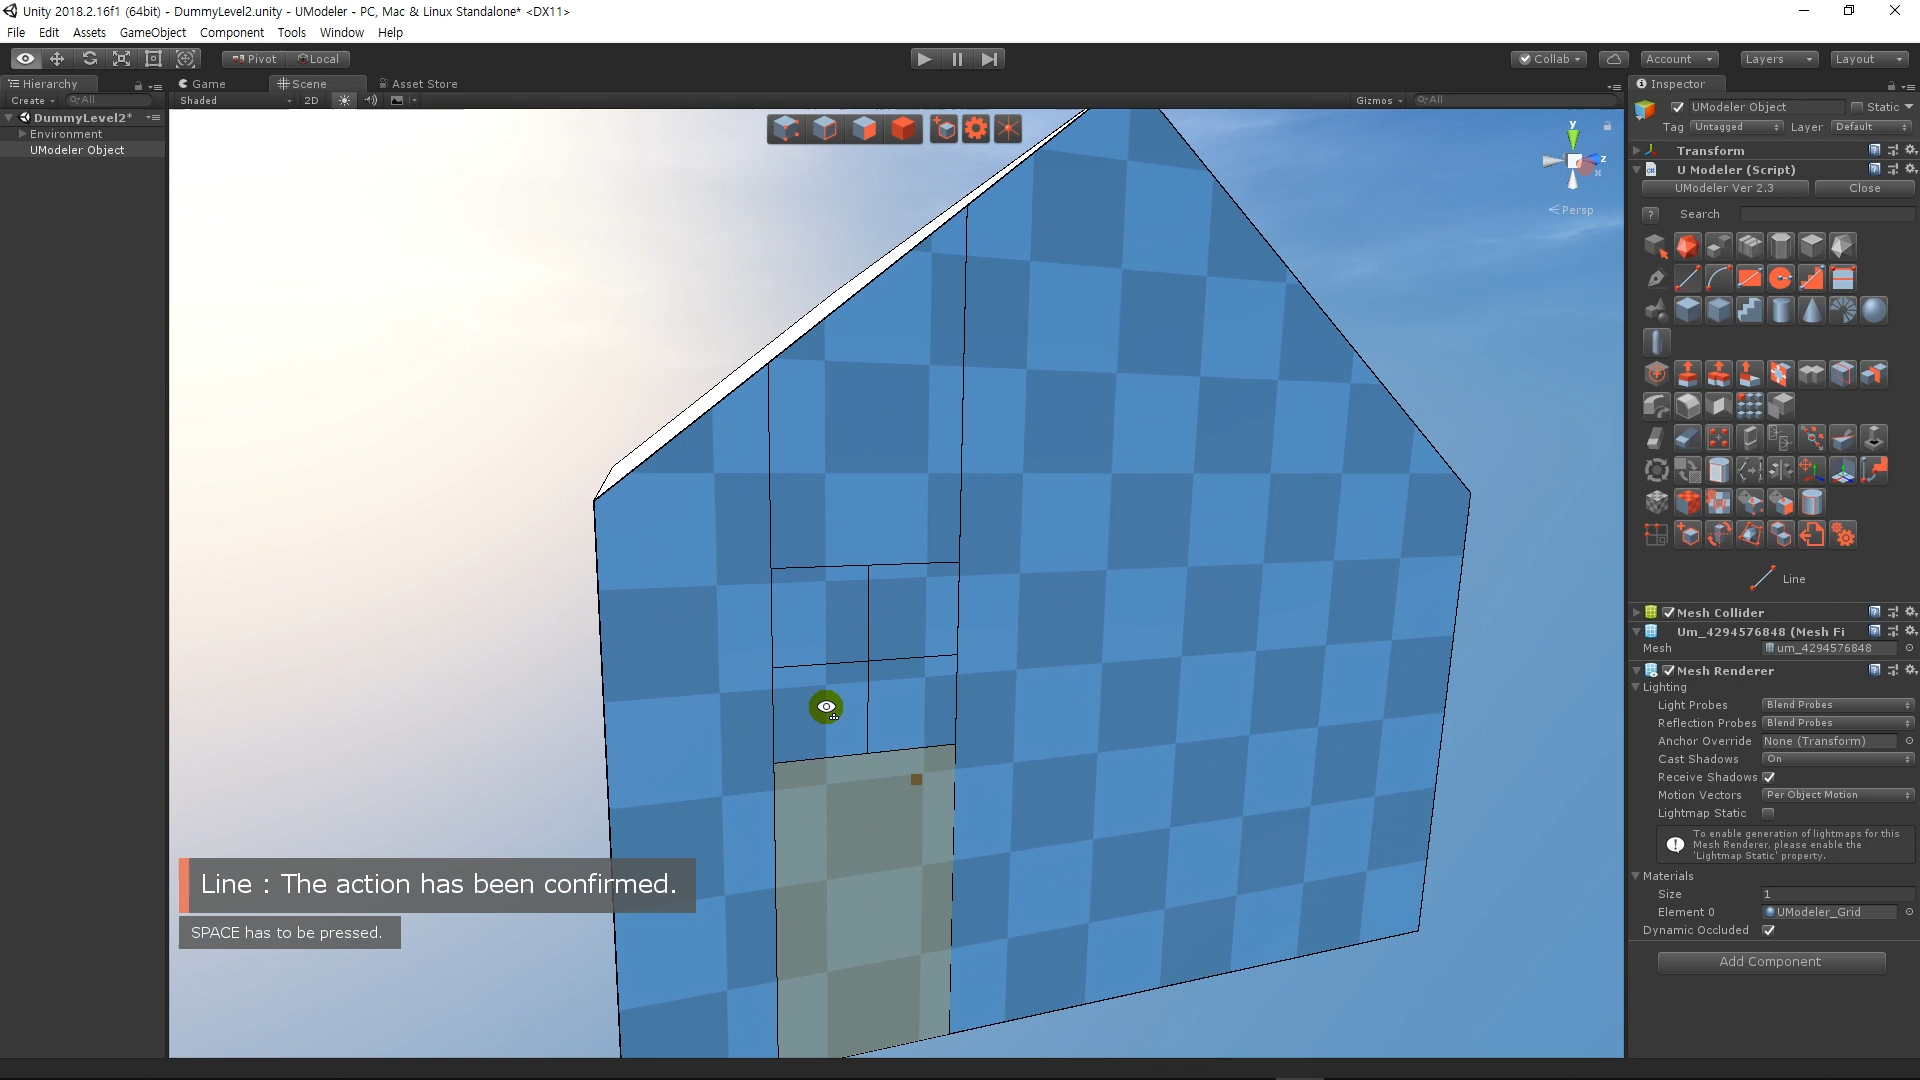 Unity 2018.2.16f1 (64bit) - DummyLevel2.unity - UModeler - PC, Mac & Linux Standalone* <DX11>
File Edit Assets GameObject Component Tools Window Help
Pivot Local
Collab Account Layers Layout
Hierarchy Game Scene Asset Store Inspector
Create All Shaded 2D Gizmos All
DummyLevel2*
Environment
UModeler Object
y
z
x
Persp
UModeler Object Static
Tag Untagged Layer Default
Transform
U Modeler (Script)
UModeler Ver 2.3 Close
? Search
Line
Mesh Collider
Um_4294576848 (Mesh Fi
Mesh um_4294576848
Mesh Renderer
Lighting
Light Probes Blend Probes
Reflection Probes Blend Probes
Anchor Override None (Transform)
Cast Shadows On
Receive Shadows
Motion Vectors Per Object Motion
Lightmap Static
To enable generation of lightmaps for this
Mesh Renderer, please enable the
'Lightmap Static' property.
Materials
Size 1
Element 0 UModeler_Grid
Dynamic Occluded
Add Component
Line : The action has been confirmed.
SPACE has to be pressed.